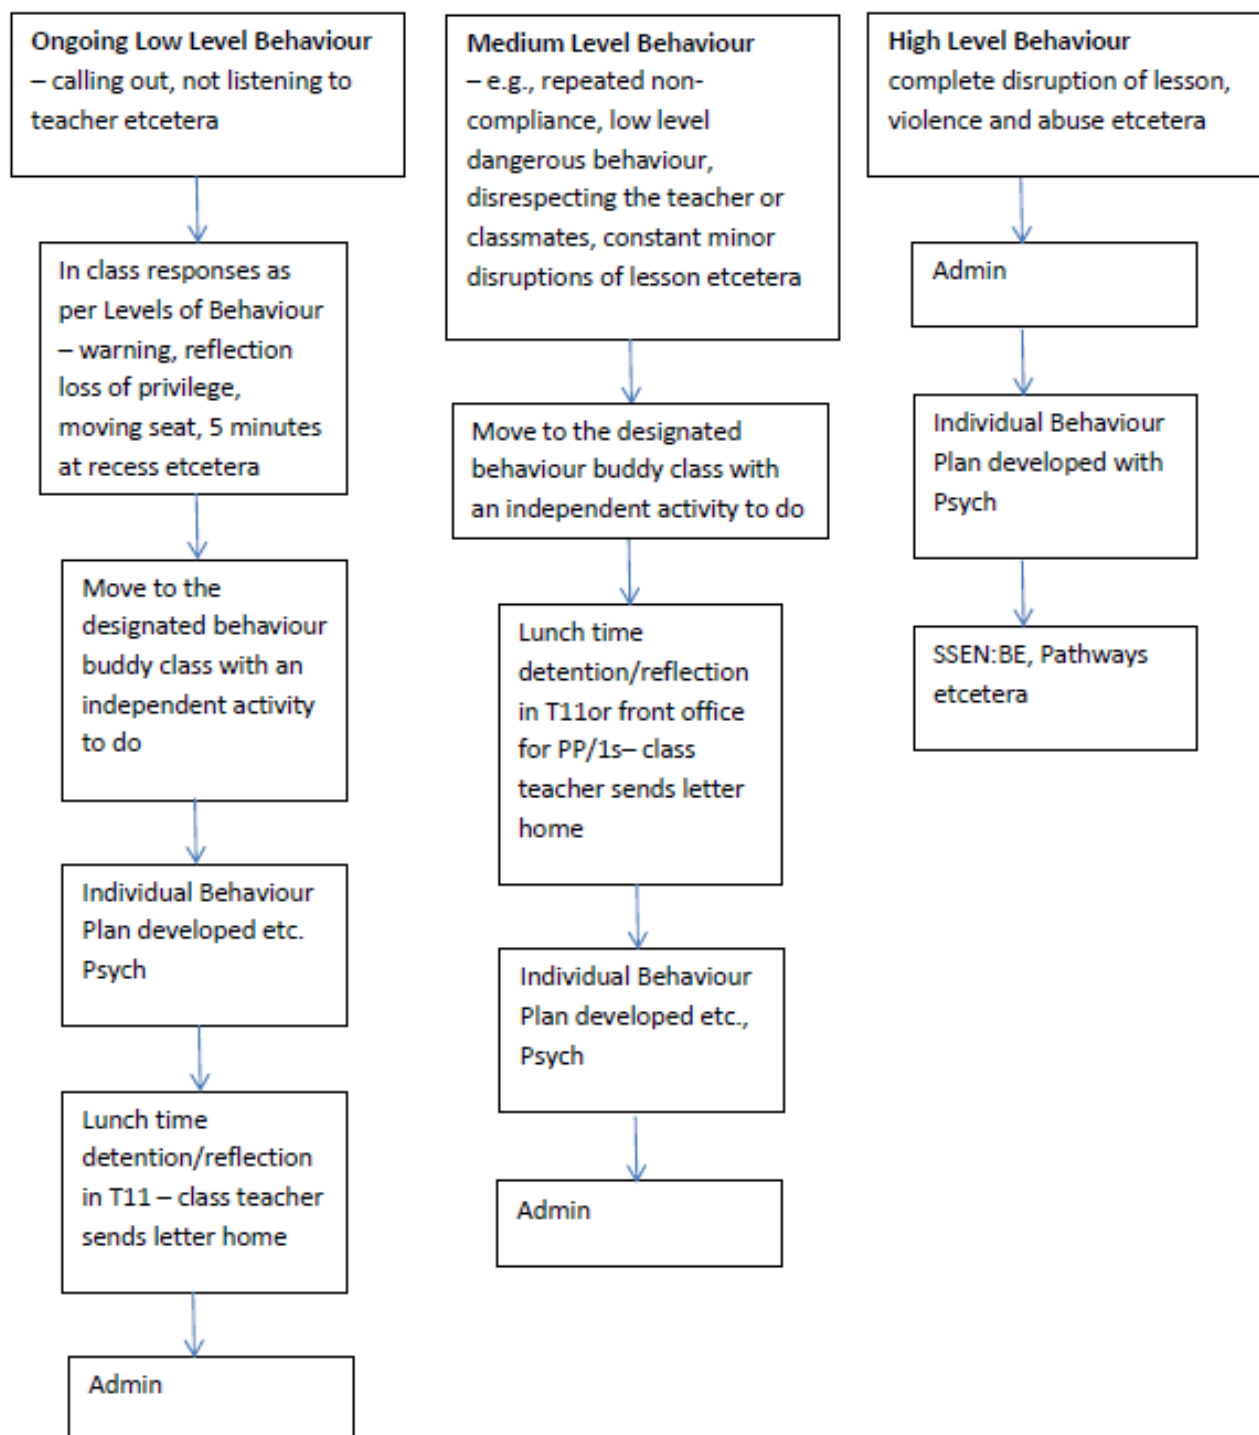 Ongoing Low Level Behaviour
– calling out, not listening to
teacher etcetera
In class responses as
per Levels of Behaviour
– warning, reflection
loss of privilege,
moving seat, 5 minutes
at recess etcetera
Move to the
designated behaviour
buddy class with an
independent activity
to do
Individual Behaviour
Plan developed etc.
Psych
Lunch time
detention/reflection
in T11 – class teacher
sends letter home
Admin
Medium Level Behaviour
– e.g., repeated non-
compliance, low level
dangerous behaviour,
disrespecting the teacher or
classmates, constant minor
disruptions of lesson etcetera
Move to the designated
behaviour buddy class with
an independent activity to do
Lunch time
detention/reflection
in T11or front office
for PP/1s– class
teacher sends letter
home
Individual Behaviour
Plan developed etc.,
Psych
Admin
High Level Behaviour
complete disruption of lesson,
violence and abuse etcetera
Admin
Individual Behaviour
Plan developed with
Psych
SSEN:BE, Pathways
etcetera